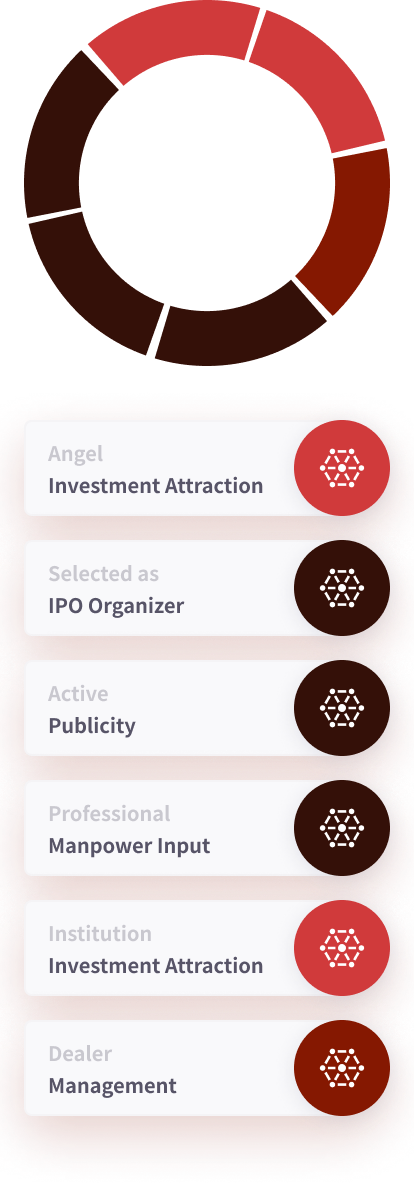 Angel
Investment Attraction
Selected as
IPO Organizer
Active
Publicity
Professional
Manpower Input
Institution
Investment Attraction
Dealer
Management